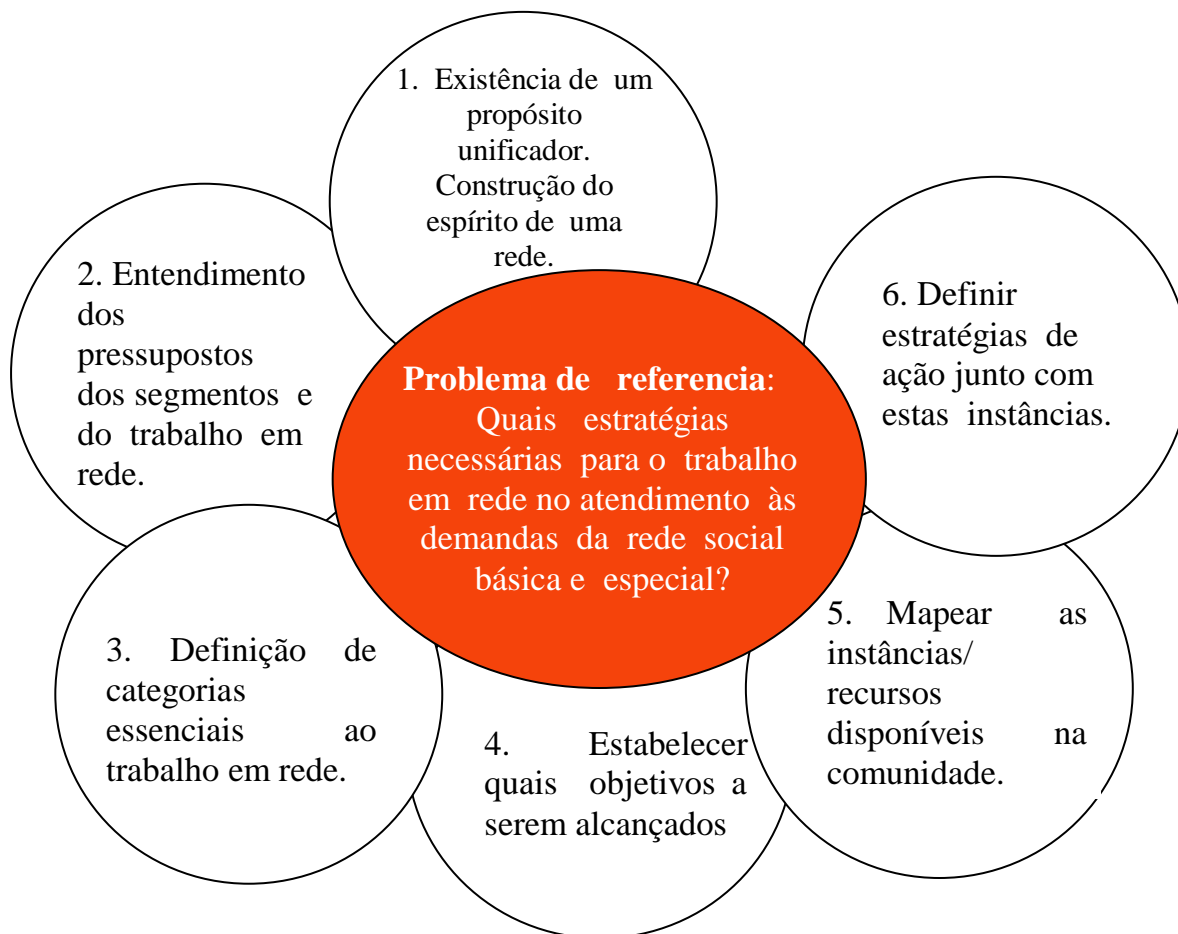 1. Existência de um
propósito
unificador.
Construção do
espírito de uma
rede.
2. Entendimento
dos
pressupostos
dos segmentos e
do trabalho em
rede.
Problema de referencia:
Quais estratégias
necessárias para o trabalho
em rede no atendimento às
demandas da rede social
básica e especial?
6. Definir
estratégias de
ação junto com
estas instâncias.
3. Definição de
categorias
essenciais ao
trabalho em rede.
4. Estabelecer
quais objetivos a
serem alcançados
5. Mapear as
instâncias/
recursos
disponíveis na
comunidade.